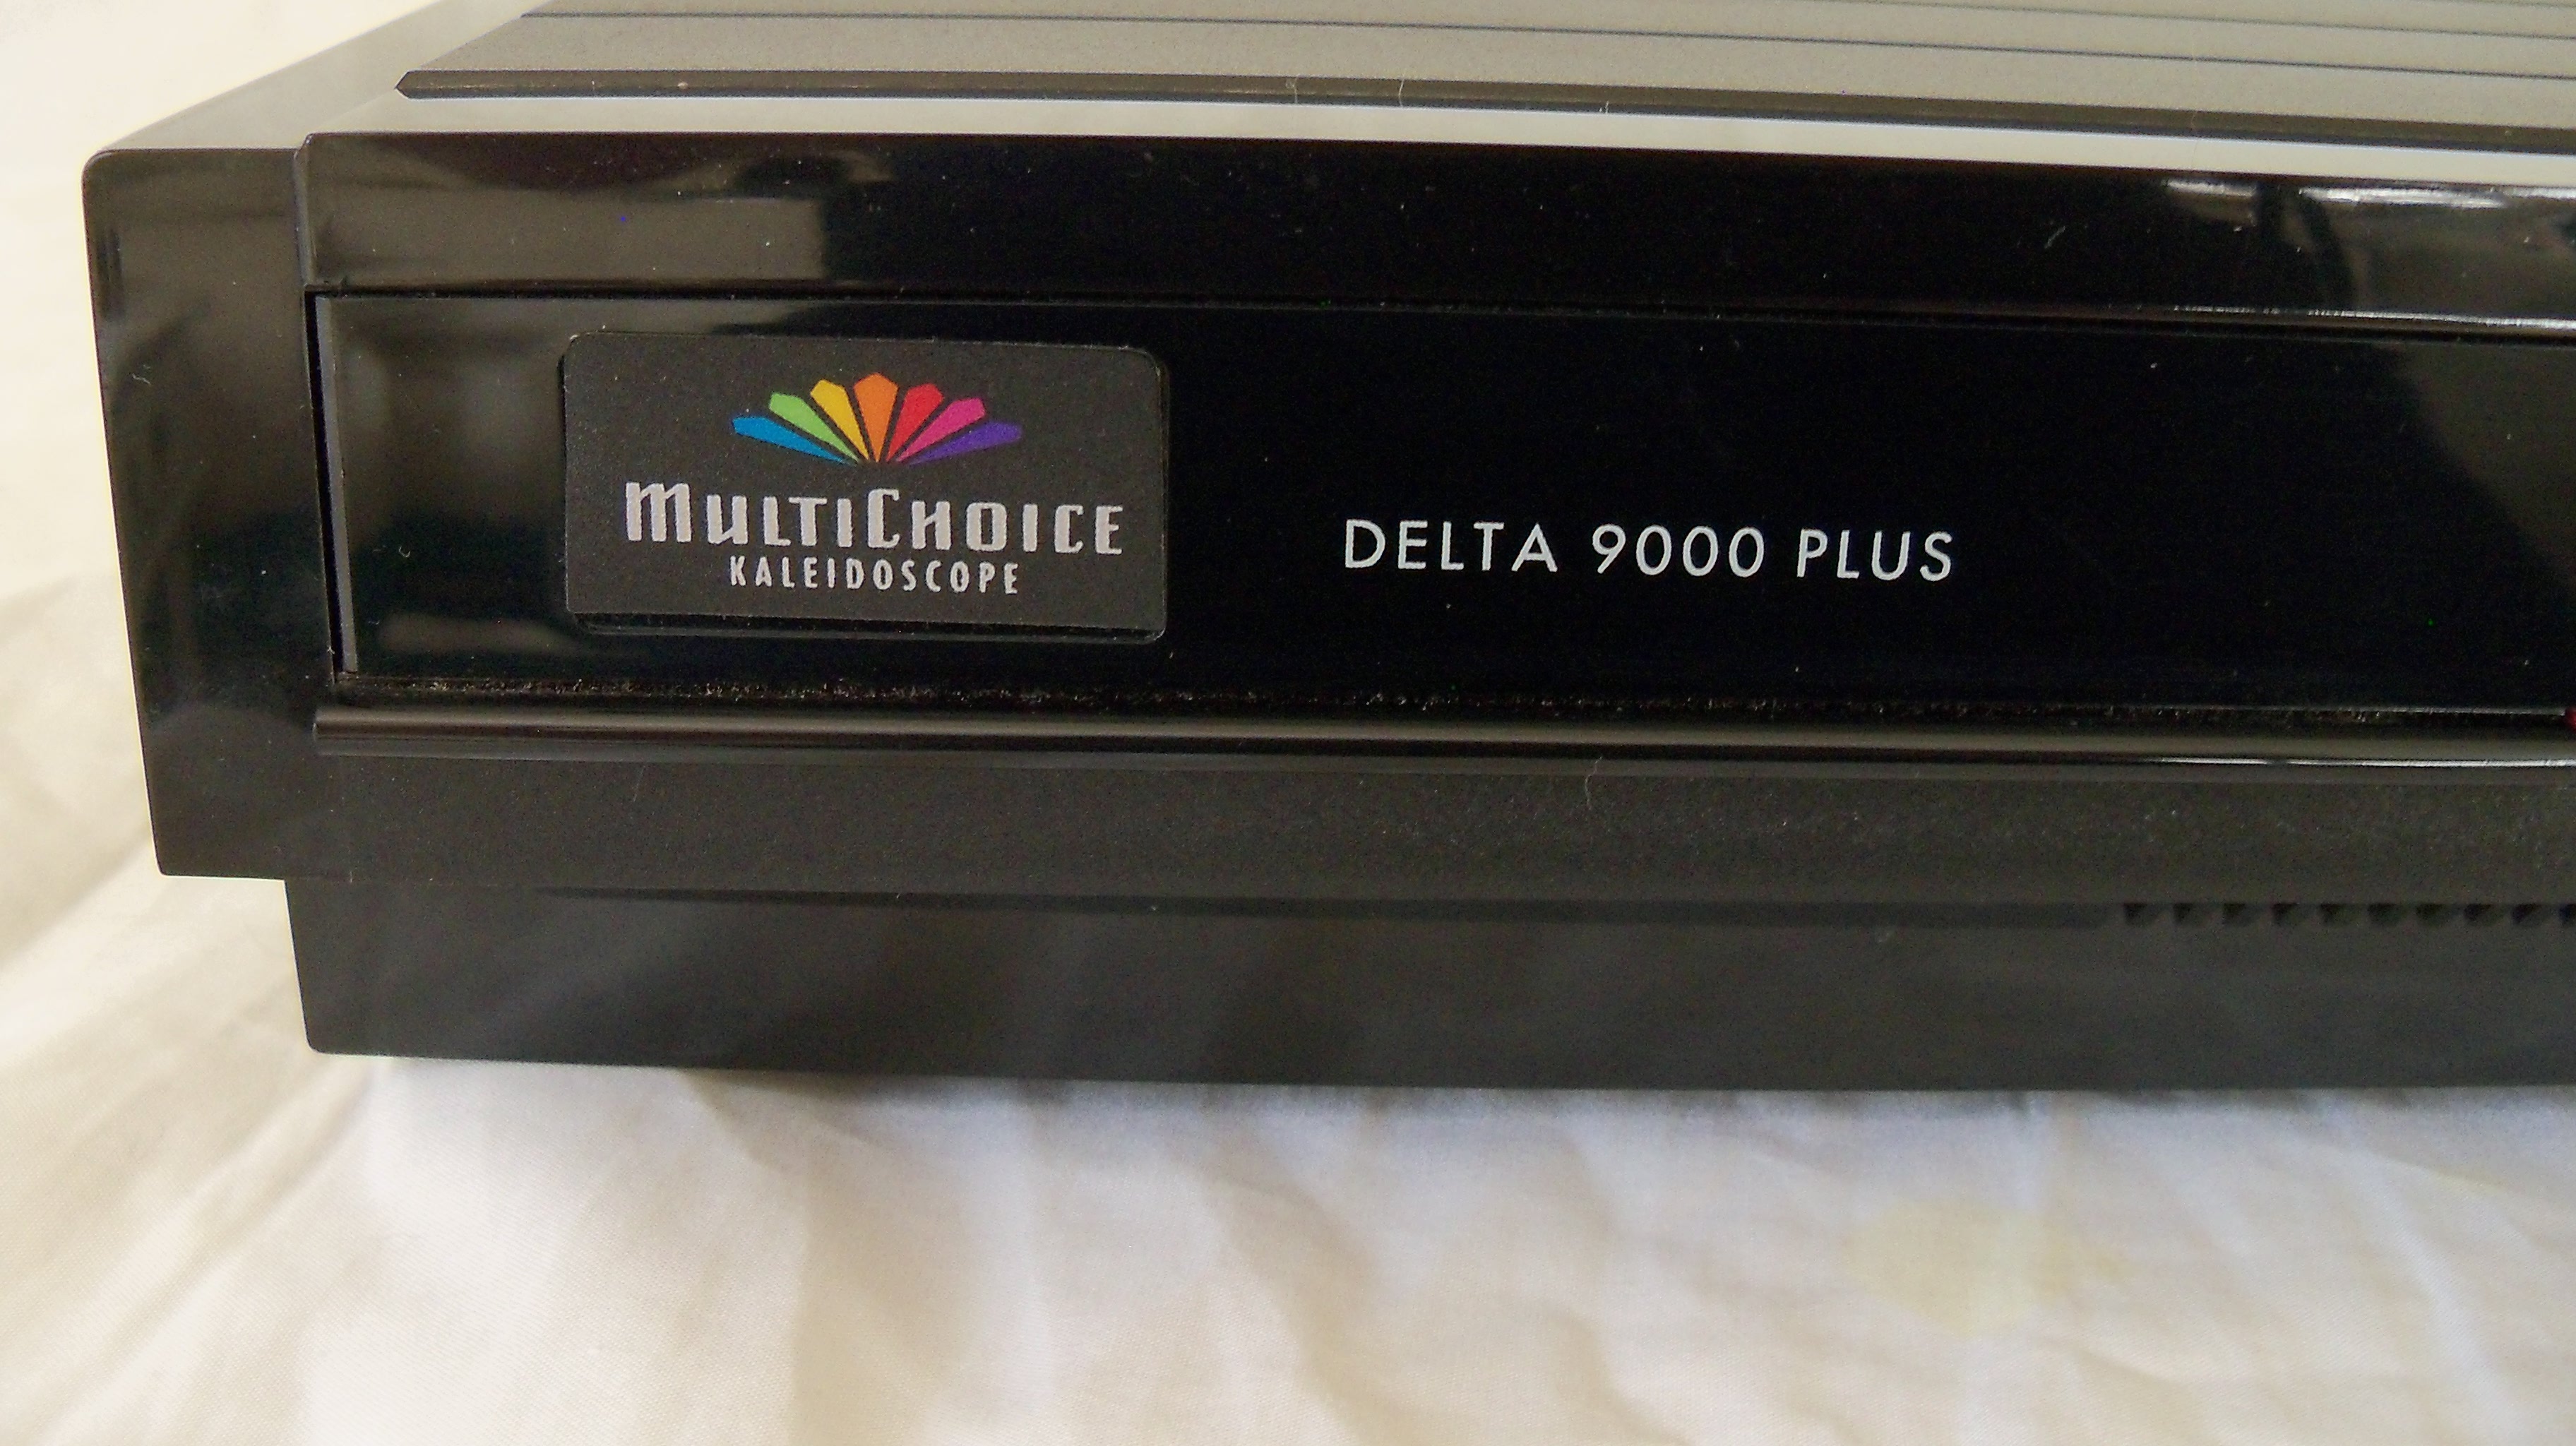 MULTICHOICE
KALEIDOSCOPE
DELTA 9000 PLUS